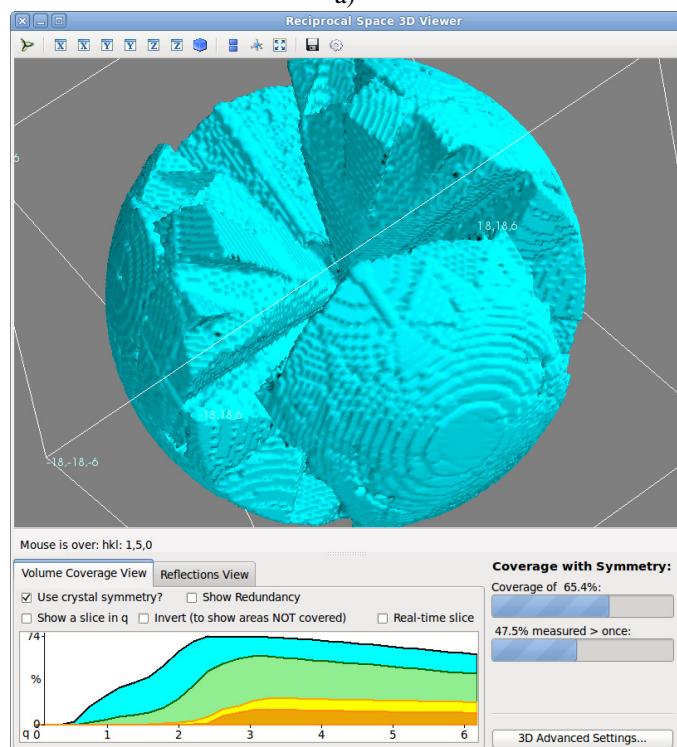 a)
Reciprocal Space 3D Viewer
X X Y Y Z Z
6
18,18,6
-18,18,6
-18,-18,-6
Mouse is over: hkl: 1,5,0
Volume Coverage View Reflections View
Use crystal symmetry? Show Redundancy
Show a slice in q Invert (to show areas NOT covered) Real-time slice
74
%
0
q 0 1 2 3 4 5 6
Coverage with Symmetry:
Coverage of 65.4%:
47.5% measured > once:
3D Advanced Settings...